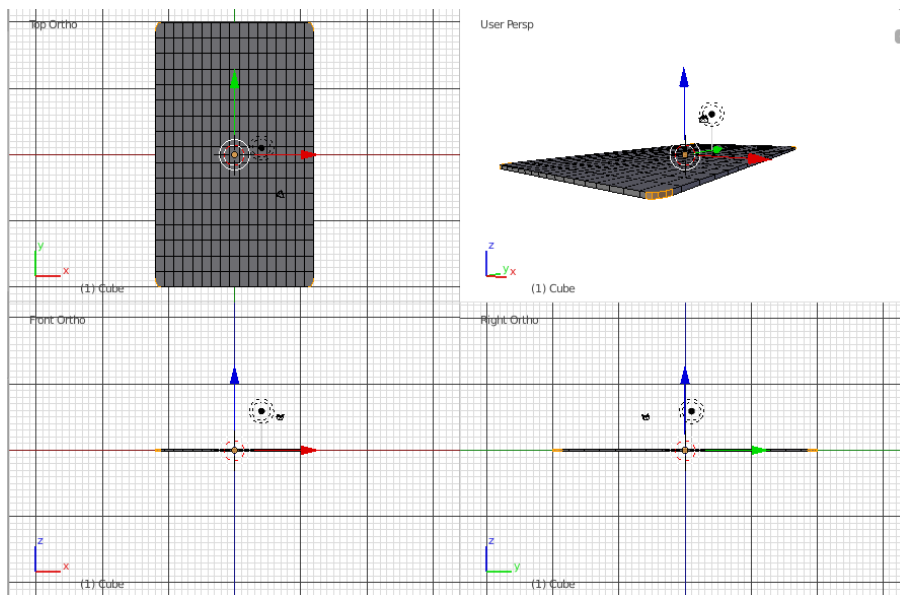 Top Ortho
y
x
(1) Cube
User Persp
z
y x
(1) Cube
Front Ortho
z
x
(1) Cube
Right Ortho
z
y
(1) Cube